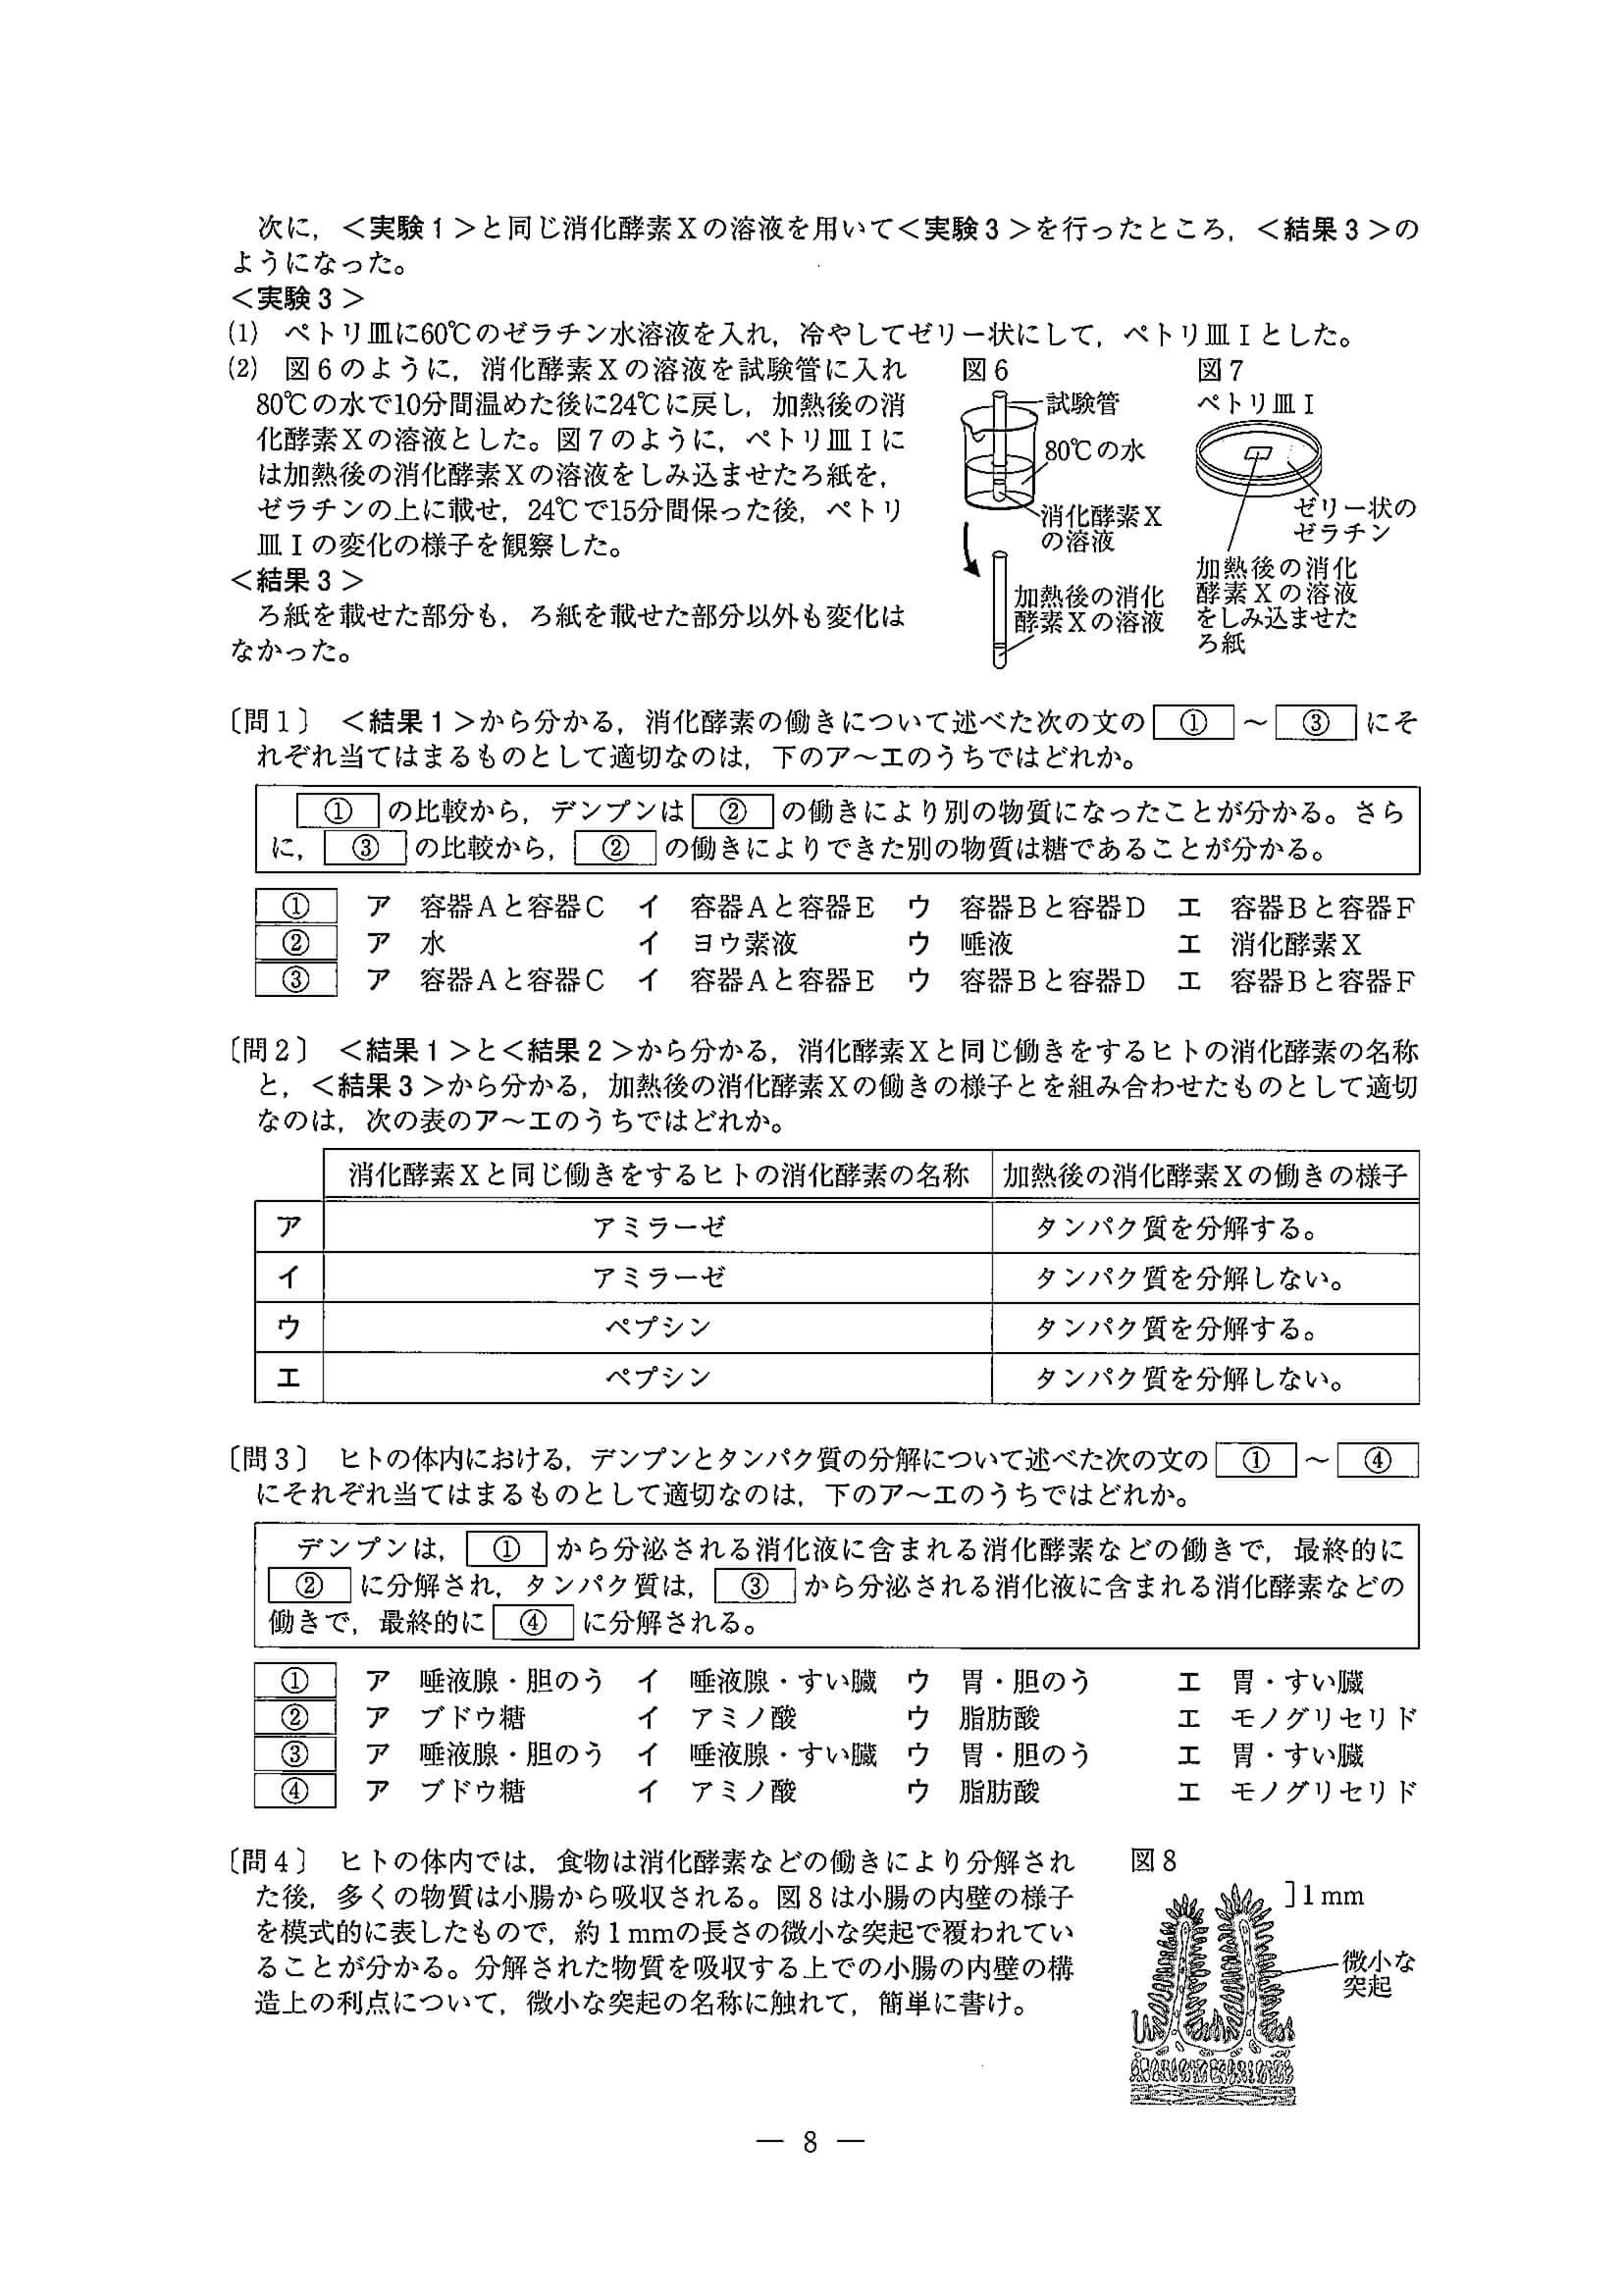 次に，＜実験１＞と同じ消化酵素Ｘの溶液を用いて＜実験３＞を行ったところ，＜結果３＞の
ようになった。
＜実験３＞
(1)　ペトリ皿に60℃のゼラチン水溶液を入れ，冷やしてゼリー状にして，ペトリ皿Ｉとした。
(2)　図６のように，消化酵素Ｘの溶液を試験管に入れ
80℃の水で10分間温めた後に24℃に戻し，加熱後の消
化酵素Ｘの溶液とした。図７のように，ペトリ皿Ｉに
は加熱後の消化酵素Ｘの溶液をしみ込ませたろ紙を，
ゼラチンの上に載せ，24℃で15分間保った後，ペトリ
皿Ｉの変化の様子を観察した。
＜結果３＞
ろ紙を載せた部分も，ろ紙を載せた部分以外も変化は
なかった。
図６
試験管
80℃の水
消化酵素Ｘ
の溶液
加熱後の消化
酵素Ｘの溶液
図７
ペトリ皿Ｉ
ゼリー状の
ゼラチン
加熱後の消化
酵素Ｘの溶液
をしみ込ませた
ろ紙
〔問１〕　＜結果１＞から分かる，消化酵素の働きについて述べた次の文の ① ～ ③ にそ
れぞれ当てはまるものとして適切なのは，下のア～エのうちではどれか。
① の比較から，デンプンは ② の働きにより別の物質になったことが分かる。さら
に， ③ の比較から， ② の働きによりできた別の物質は糖であることが分かる。
①　ア　容器Ａと容器Ｃ　イ　容器Ａと容器Ｅ　ウ　容器Ｂと容器Ｄ　エ　容器Ｂと容器Ｆ
②　ア　水　イ　ヨウ素液　ウ　唾液　エ　消化酵素Ｘ
③　ア　容器Ａと容器Ｃ　イ　容器Ａと容器Ｅ　ウ　容器Ｂと容器Ｄ　エ　容器Ｂと容器Ｆ
〔問２〕　＜結果１＞と＜結果２＞から分かる，消化酵素Ｘと同じ働きをするヒトの消化酵素の名称
と，＜結果３＞から分かる，加熱後の消化酵素Ｘの働きの様子とを組み合わせたものとして適切
なのは，次の表のア～エのうちではどれか。
消化酵素Ｘと同じ働きをするヒトの消化酵素の名称　加熱後の消化酵素Ｘの働きの様子
ア　アミラーゼ　タンパク質を分解する。
イ　アミラーゼ　タンパク質を分解しない。
ウ　ペプシン　タンパク質を分解する。
エ　ペプシン　タンパク質を分解しない。
〔問３〕　ヒトの体内における，デンプンとタンパク質の分解について述べた次の文の ① ～ ④
にそれぞれ当てはまるものとして適切なのは，下のア～エのうちではどれか。
デンプンは， ① から分泌される消化液に含まれる消化酵素などの働きで，最終的に
② に分解され，タンパク質は， ③ から分泌される消化液に含まれる消化酵素などの
働きで，最終的に ④ に分解される。
①　ア　唾液腺・胆のう　イ　唾液腺・すい臓　ウ　胃・胆のう　エ　胃・すい臓
②　ア　ブドウ糖　イ　アミノ酸　ウ　脂肪酸　エ　モノグリセリド
③　ア　唾液腺・胆のう　イ　唾液腺・すい臓　ウ　胃・胆のう　エ　胃・すい臓
④　ア　ブドウ糖　イ　アミノ酸　ウ　脂肪酸　エ　モノグリセリド
〔問４〕　ヒトの体内では，食物は消化酵素などの働きにより分解され
た後，多くの物質は小腸から吸収される。図８は小腸の内壁の様子
を模式的に表したもので，約１mmの長さの微小な突起で覆われてい
ることが分かる。分解された物質を吸収する上での小腸の内壁の構
造上の利点について，微小な突起の名称に触れて，簡単に書け。
図８
1 mm
微小な
突起
― 8 ―